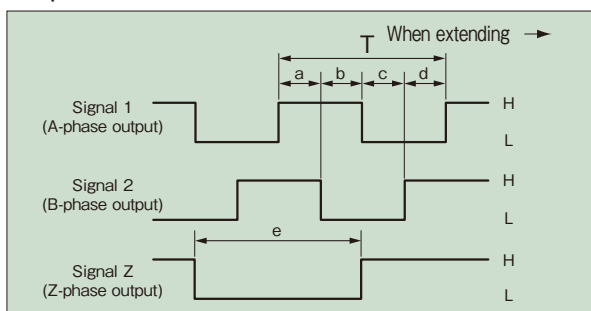 When extending →
T
a b c d
Signal 1 H
(A-phase output) L
Signal 2 H
(B-phase output) L
e
Signal Z H
(Z-phase output) L